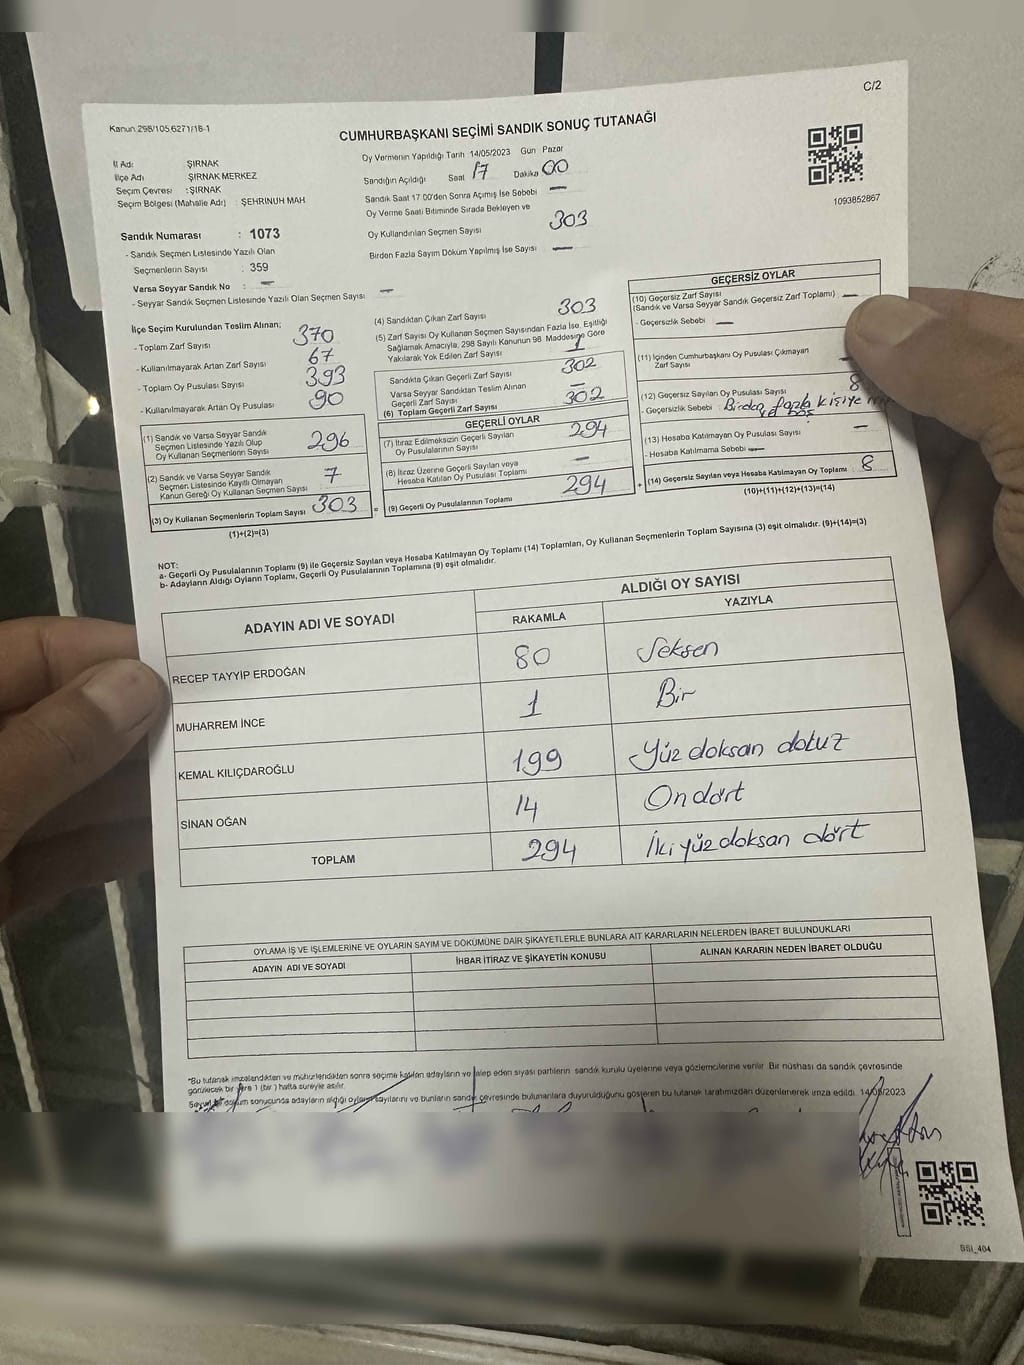 C/2
Kanun 298/105,6271/18-1
CUMHURBAŞKANI SEÇİMİ SANDIK SONUÇ TUTANAĞI
İl Adı: ŞIRNAK
İlçe Adı ŞIRNAK MERKEZ
Seçim Çevresi : ŞIRNAK
Seçim Bölgesi (Mahalle Adı) : ŞEHRİNUH MAH
Oy Vermenin Yapıldığı Tarih 14/05/2023 Gün Pazar
Sandığın Açıldığı Saat 17 Dakika 00
Sandık Saat 17 00'den Sonra Açımış İse Sebebi —
Oy Verme Saati Bitiminde Sırada Bekleyen ve
Oy Kullandırılan Seçmen Sayısı 303
Birden Fazla Sayım Döküm Yapılmış İse Sayısı —
1093852867
Sandık Numarası : 1073
- Sandık Seçmen Listesinde Yazılı Olan
Seçmenlerin Sayısı : 359
Varsa Seyyar Sandık No : —
- Seyyar Sandık Seçmen Listesinde Yazılı Olan Seçmen Sayısı —
İlçe Seçim Kurulundan Teslim Alınan;
- Toplam Zarf Sayısı 370
- Kullanılmayarak Artan Zarf Sayısı 67
- Toplam Oy Pusulası Sayısı 393
- Kullanılmayarak Artan Oy Pusulası 90
(1) Sandık ve Varsa Seyyar Sandık
Seçmen Listesinde Yazılı Olup
Oy Kullanan Seçmenlerin Sayısı 296
(2) Sandık ve Varsa Seyyar Sandık
Seçmen Listesinde Kayıtlı Olmayan
Kanun Gereği Oy Kullanan Seçmen Sayısı 7
(3) Oy Kullanan Seçmenlerin Toplam Sayısı 303
(1)+(2)=(3)
(4) Sandıktan Çıkan Zarf Sayısı 303
(5) Zarf Sayısı Oy Kullanan Seçmen Sayısından Fazla İse, Eşitliği
Sağlamak Amacıyla, 298 Sayılı Kanunun 98. Maddesine Göre
Yakılarak Yok Edilen Zarf Sayısı 1
Sandıkta Çıkan Geçerli Zarf Sayısı 302
Varsa Seyyar Sandıktan Teslim Alınan
Geçerli Zarf Sayısı —
(6) Toplam Geçerli Zarf Sayısı 302
GEÇERLİ OYLAR
(7) İtiraz Edilmeksizin Geçerli Sayılan
Oy Pusulalarının Sayısı 294
(8) İtiraz Üzerine Geçerli Sayılan veya
Hesaba Katılan Oy Pusulası Toplamı —
(9) Geçerli Oy Pusulalarının Toplamı 294
GEÇERSİZ OYLAR
(10) Geçersiz Zarf Sayısı
(Sandık ve Varsa Seyyar Sandık Geçersiz Zarf Toplamı) —
- Geçersizlik Sebebi —
(11) İçinden Cumhurbaşkanı Oy Pusulası Çıkmayan
Zarf Sayısı —
(12) Geçersiz Sayılan Oy Pusulası Sayısı 8
- Geçersizlik Sebebi : Birden fazla kişiye
(13) Hesaba Katılmayan Oy Pusulası Sayısı —
- Hesaba Katılmama Sebebi —
(14) Geçersiz Sayılan veya Hesaba Katılmayan Oy Toplamı : 8
(10)+(11)+(12)+(13)=(14)
NOT:
a- Geçerli Oy Pusulalarının Toplamı (9) ile Geçersiz Sayılan veya Hesaba Katılmayan Oy Toplamı (14) Toplamları, Oy Kullanan Seçmenlerin Toplam Sayısına (3) eşit olmalıdır. (9)+(14)=(3)
b- Adayların Aldığı Oyların Toplamı, Geçerli Oy Pusulalarının Toplamına (9) eşit olmalıdır.
ADAYIN ADI VE SOYADI ALDIĞI OY SAYISI
RAKAMLA YAZIYLA
RECEP TAYYİP ERDOĞAN 80 Seksen
MUHARREM İNCE 1 Bir
KEMAL KILIÇDAROĞLU 199 Yüz doksan dokuz
SİNAN OĞAN 14 On dört
TOPLAM 294 İki yüz doksan dört
OYLAMA İŞ VE İŞLEMLERİNE VE OYLARIN SAYIM VE DÖKÜMÜNE DAİR ŞİKAYETLERLE BUNLARA AİT KARARLARIN NELERDEN İBARET BULUNDUKLARI
ADAYIN ADI VE SOYADI İHBAR İTİRAZ VE ŞİKAYETİN KONUSU ALINAN KARARIN NEDEN İBARET OLDUĞU
*Bu tutanak imzalandıktan ve mühürlendikten sonra seçime katılan adayların ve talep eden siyasi partilerin sandık kurulu üyelerine veya gözlemcilerine verilir. Bir nüshası da sandık çevresinde
görülecek bir yere 1 (bir) hafta süreyle asılır.
Sayım döküm sonucunda adayların aldığı oyların sayılarını ve bunların sandık çevresinde bulunanlara duyurulduğunu gösteren bu tutanak tarafımızdan düzenlenerek imza edildi. 14/05/2023
BSI_404